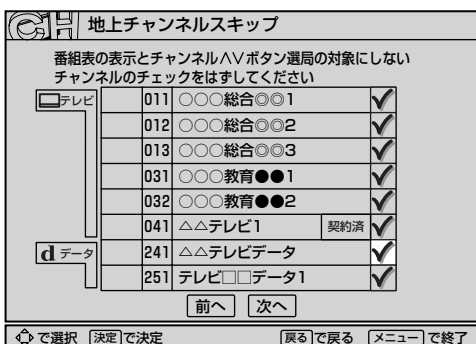 CH 地上チャンネルスキップ
番組表の表示とチャンネル∧∨ボタン選局の対象にしない
チャンネルのチェックをはずしてください
テレビ
011 ○○○総合◎◎1
012 ○○○総合◎◎2
013 ○○○総合◎◎3
031 ○○○教育●●1
032 ○○○教育●●2
041 △△テレビ1 契約済
d データ
241 △△テレビデータ
251 テレビ□□データ1
前へ 次へ
で選択 決定で決定 戻るで戻る メニューで終了